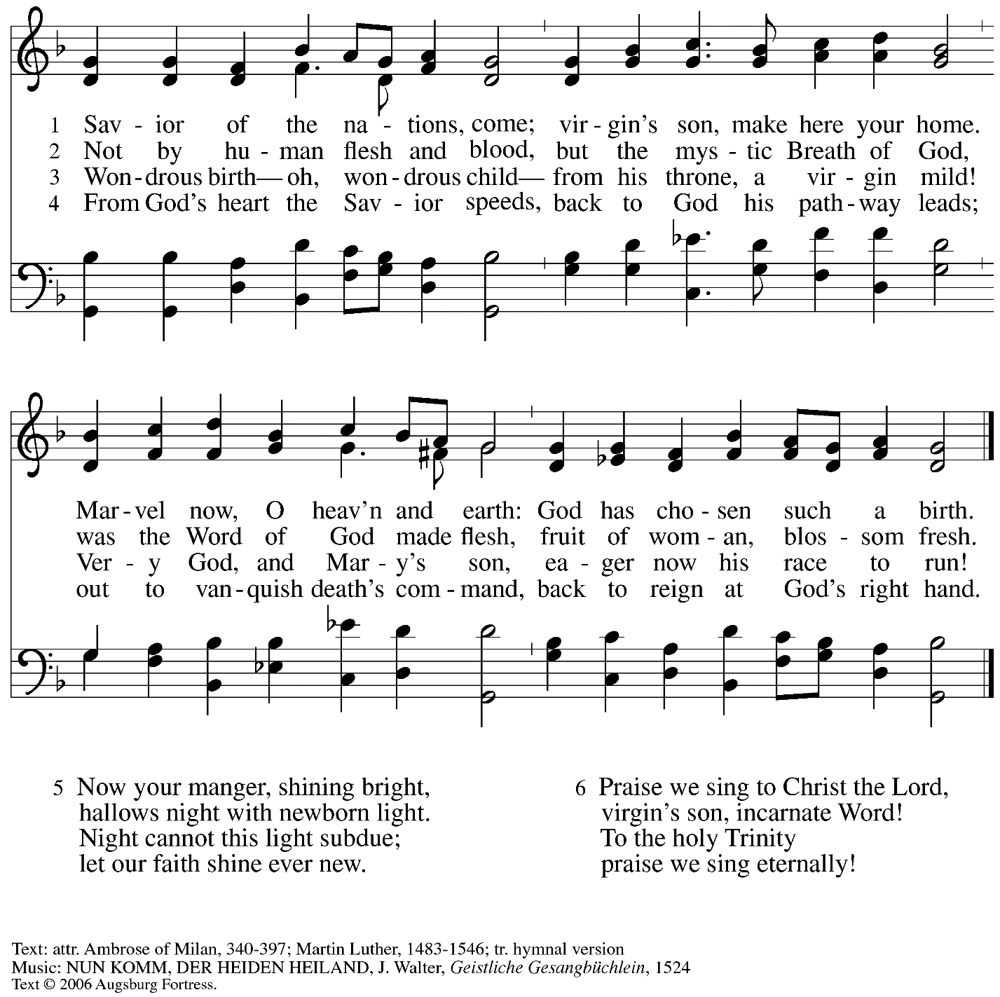 1 Sav - ior of the na - tions, come; vir - gin's son, make here your home.
2 Not by hu - man flesh and blood, but the mys - tic Breath of God,
3 Won - drous birth— oh, won - drous child— from his throne, a vir - gin mild!
4 From God's heart the Sav - ior speeds, back to God his path - way leads;
Mar - vel now, O heav'n and earth: God has cho - sen such a birth.
was the Word of God made flesh, fruit of wom - an, blos - som fresh.
Ver - y God, and Mar - y's son, ea - ger now his race to run!
out to van - quish death's com - mand, back to reign at God's right hand.
5 Now your manger, shining bright,
hallows night with newborn light.
Night cannot this light subdue;
let our faith shine ever new.
6 Praise we sing to Christ the Lord,
virgin's son, incarnate Word!
To the holy Trinity
praise we sing eternally!
Text: attr. Ambrose of Milan, 340-397; Martin Luther, 1483-1546; tr. hymnal version
Music: NUN KOMM, DER HEIDEN HEILAND, J. Walter, Geistliche Gesangbüchlein, 1524
Text © 2006 Augsburg Fortress.